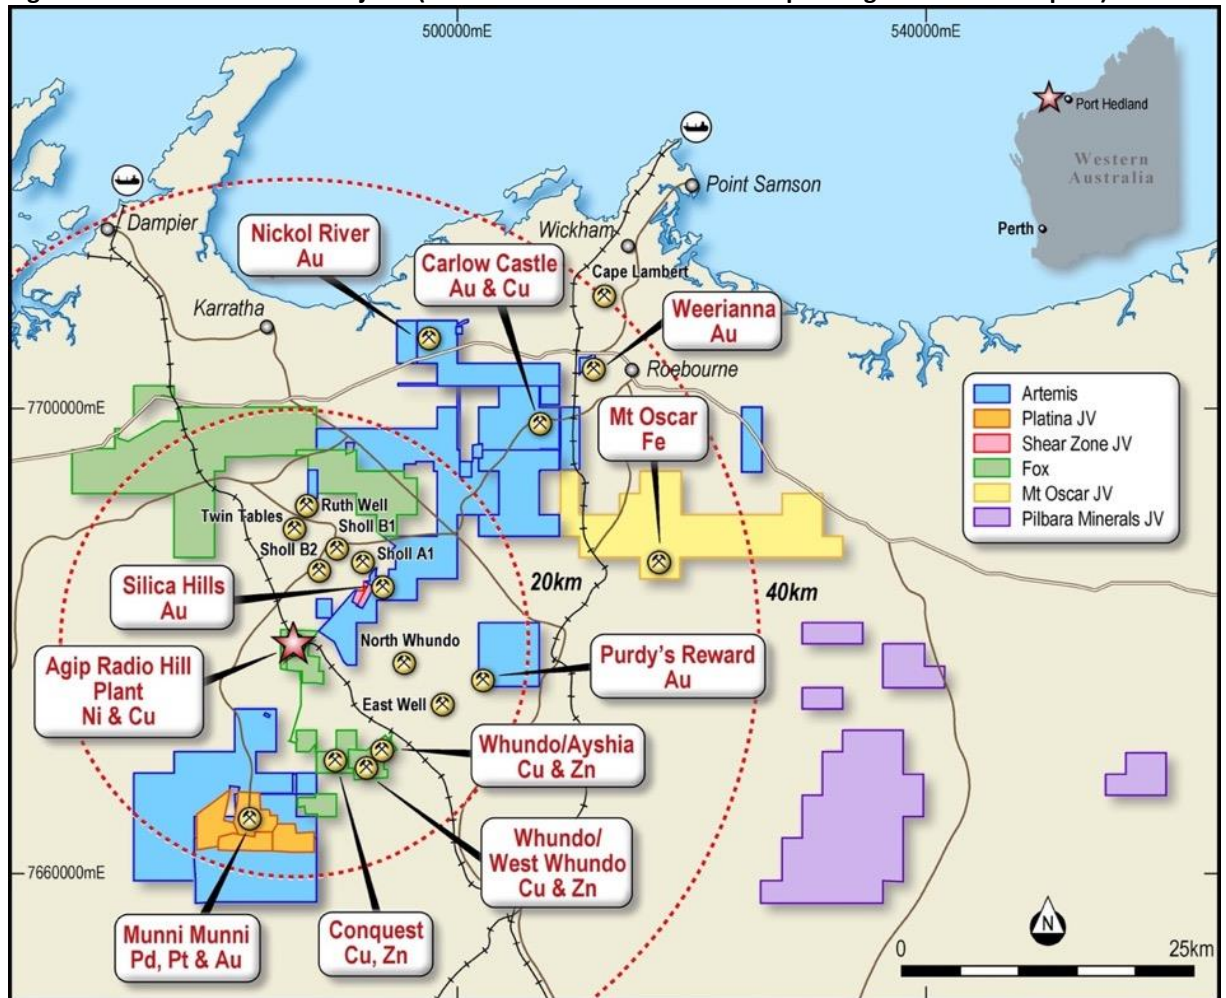 500000mE
540000mE
Port Hedland
Western
Australia
Perth
Point Samson
Dampier
Wickham
Nickol River
Au
Carlow Castle
Au & Cu
Cape Lambert
Weerianna
Au
Karratha
Roebourne
7700000mE
Mt Oscar
Fe
Artemis
Platina JV
Shear Zone JV
Fox
Mt Oscar JV
Pilbara Minerals JV
Ruth Well
Twin Tables
Sholl B1
Sholl B2
Sholl A1
Silica Hills
Au
20km
40km
North Whundo
Purdy's Reward
Au
Agip Radio Hill
Plant
Ni & Cu
East Well
Whundo/Ayshia
Cu & Zn
Whundo/
West Whundo
Cu & Zn
7660000mE
Munni Munni
Pd, Pt & Au
Conquest
Cu, Zn
N
0
25km